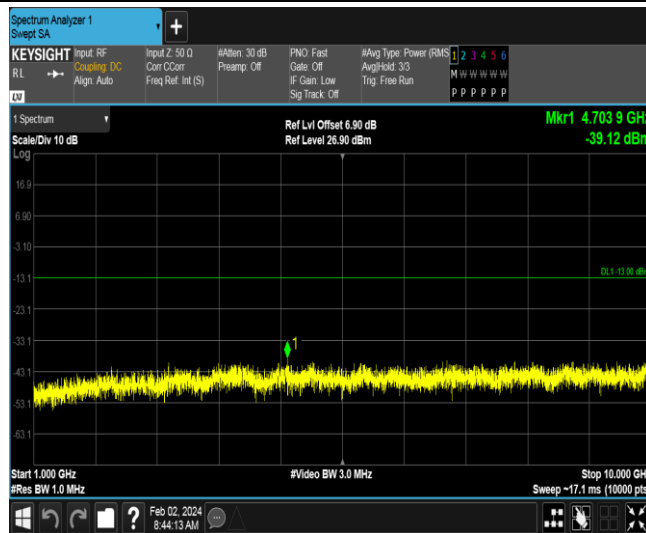 Spectrum Analyzer 1
Swept SA
+
KEYSIGHT Input: RF Input Z: 50 Ω #Atten: 30 dB PNO: Fast #Avg Type: Power (RMS 1 2 3 4 5 6
RL Coupling: DC Corr CCorr Preamp: Off Gate: Off Avg|Hold: 3/3 M W W W W W
Align: Auto Freq Ref: Int (S) IF Gain: Low Trig: Free Run
Sig Track: Off P P P P P P
LXI
1 Spectrum Ref Lvl Offset 6.90 dB Mkr1 4.703 9 GHz
Scale/Div 10 dB Ref Level 26.90 dBm -39.12 dBm
Log
16.9
6.90
-3.10
DL1 -13.00 dBm
-13.1
-23.1
-33.1
1
-43.1
-53.1
-63.1
Start 1.000 GHz #Video BW 3.0 MHz Stop 10.000 GHz
#Res BW 1.0 MHz Sweep ~17.1 ms (10000 pts)
? Feb 02, 2024
8:44:13 AM